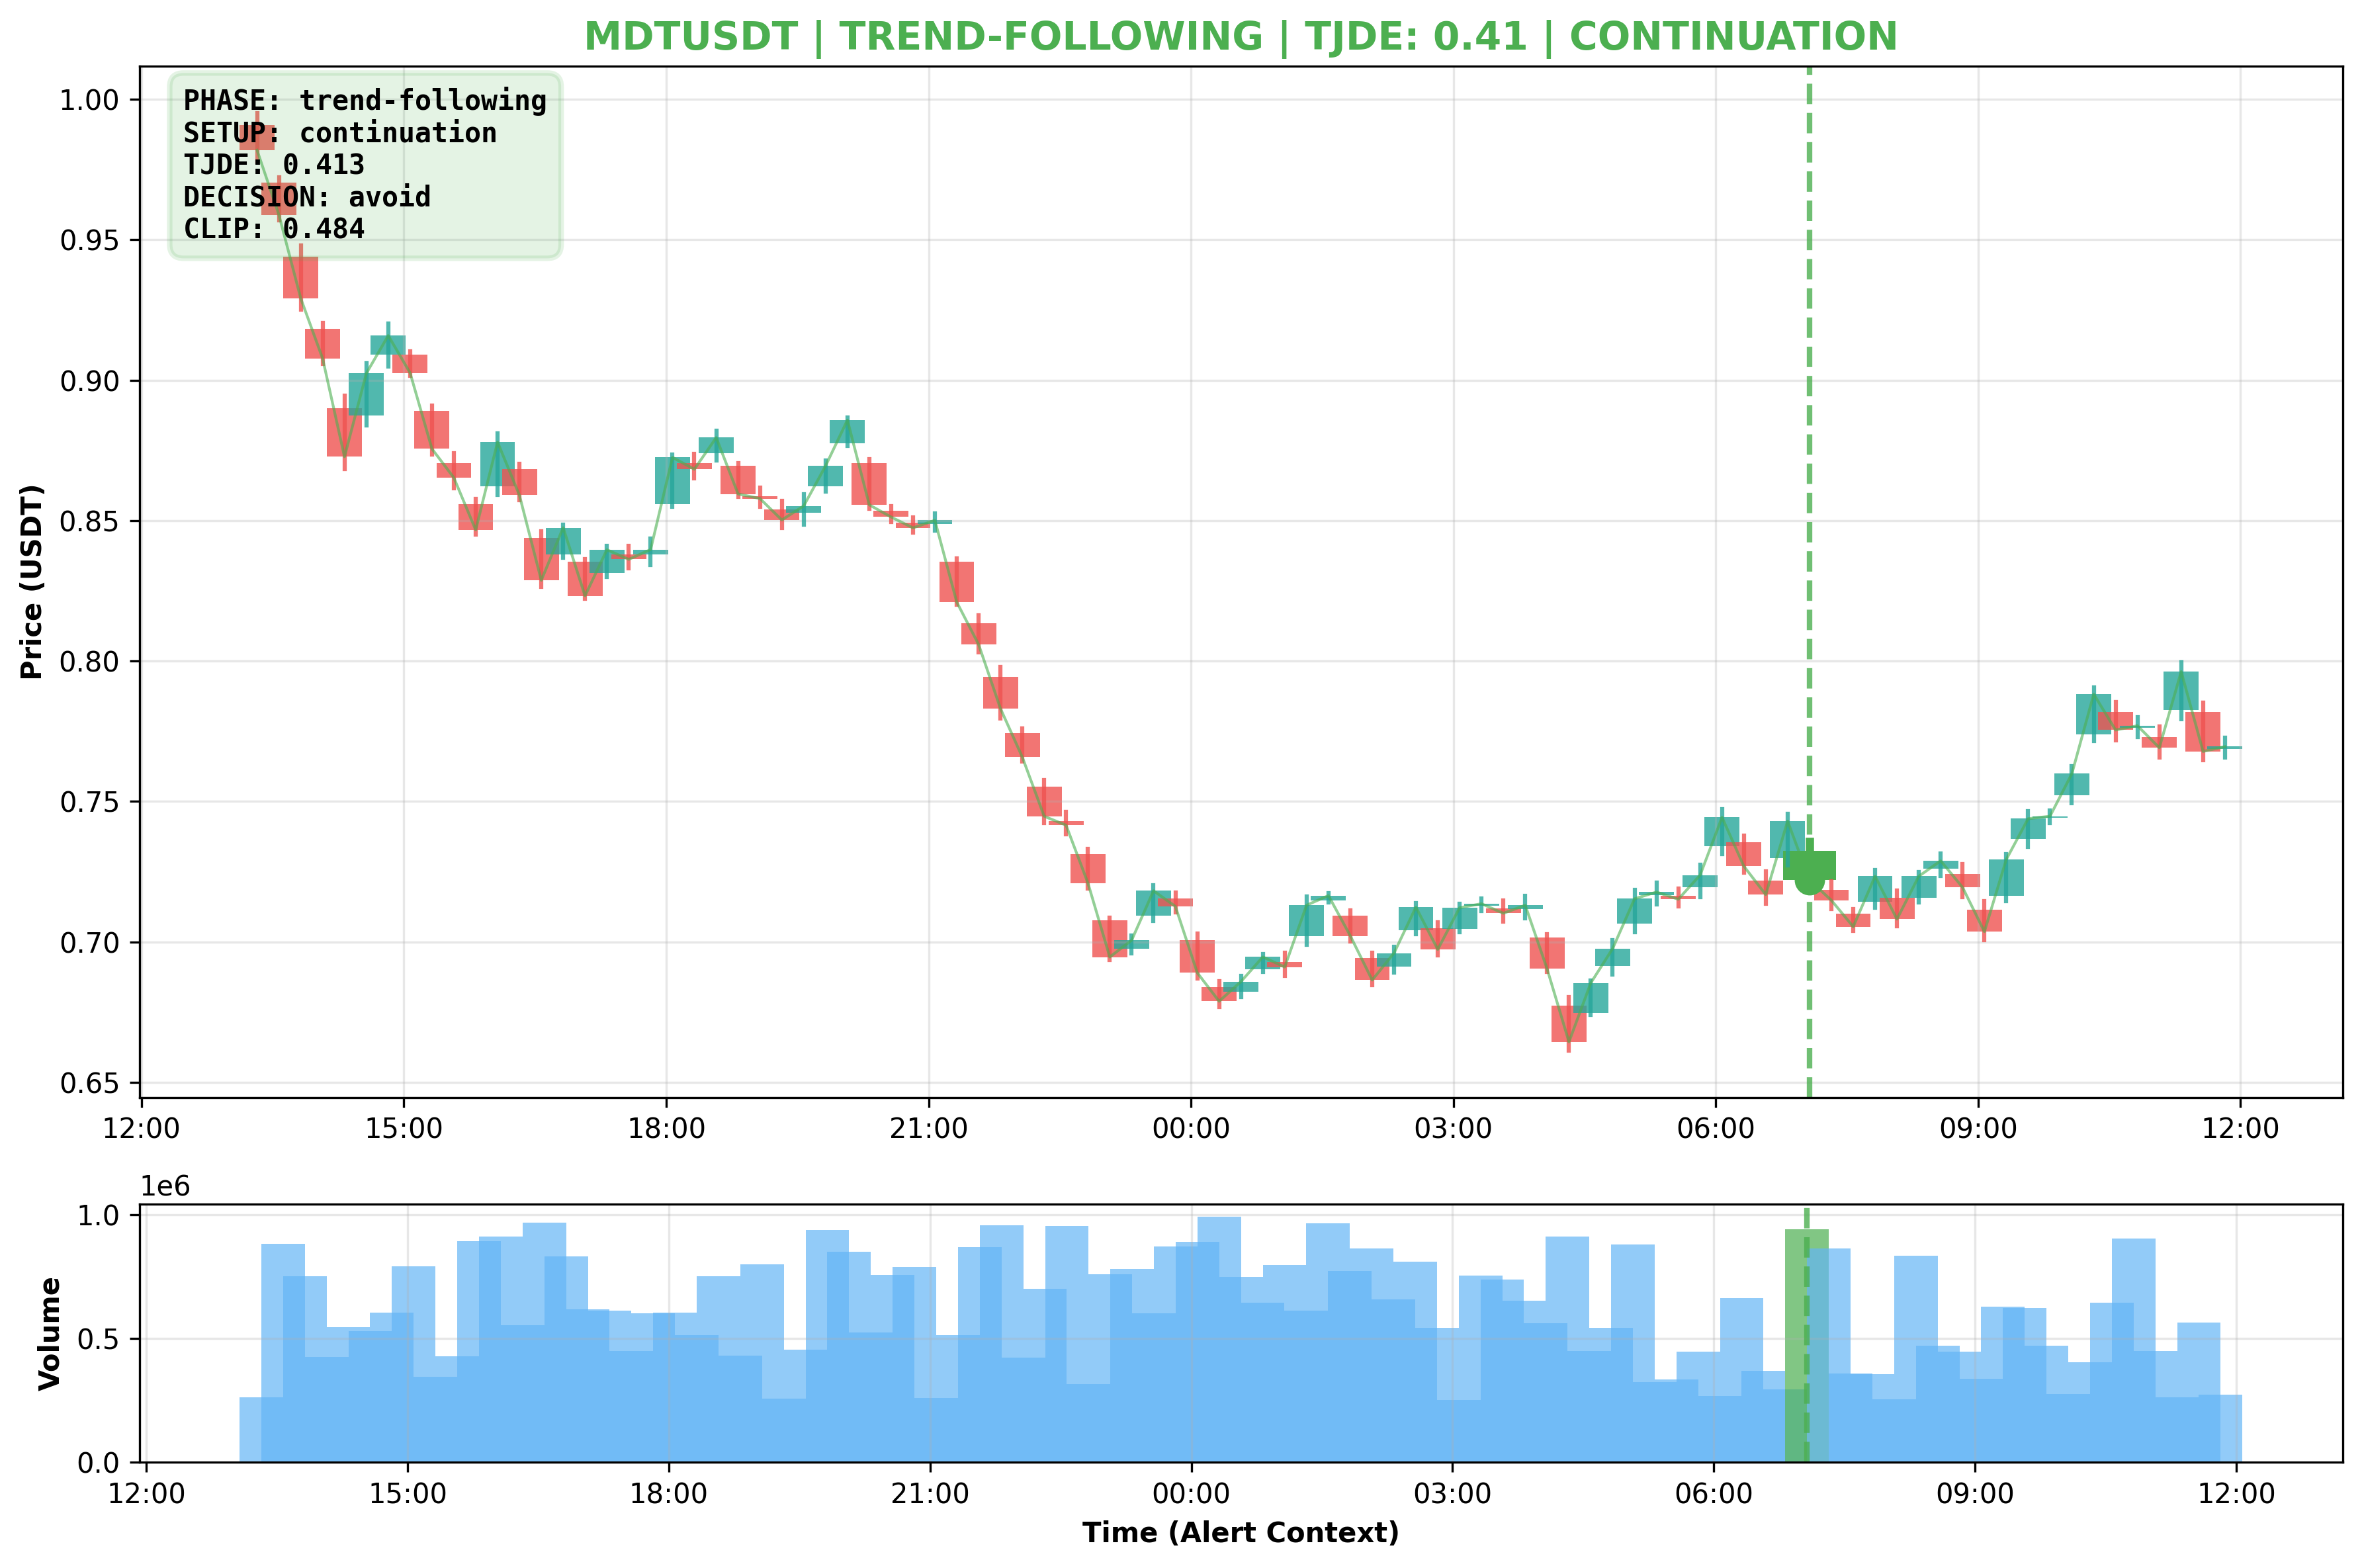 MDTUSDT | TREND-FOLLOWING | TJDE: 0.41 | CONTINUATION
PHASE: trend-following
SETUP: continuation
TJDE: 0.413
DECISION: avoid
CLIP: 0.484
Price (USDT)
1.00
0.95
0.90
0.85
0.80
0.75
0.70
0.65
12:00 15:00 18:00 21:00 00:00 03:00 06:00 09:00 12:00
1e6
Volume
1.0
0.5
0.0
12:00 15:00 18:00 21:00 00:00 03:00 06:00 09:00 12:00
Time (Alert Context)